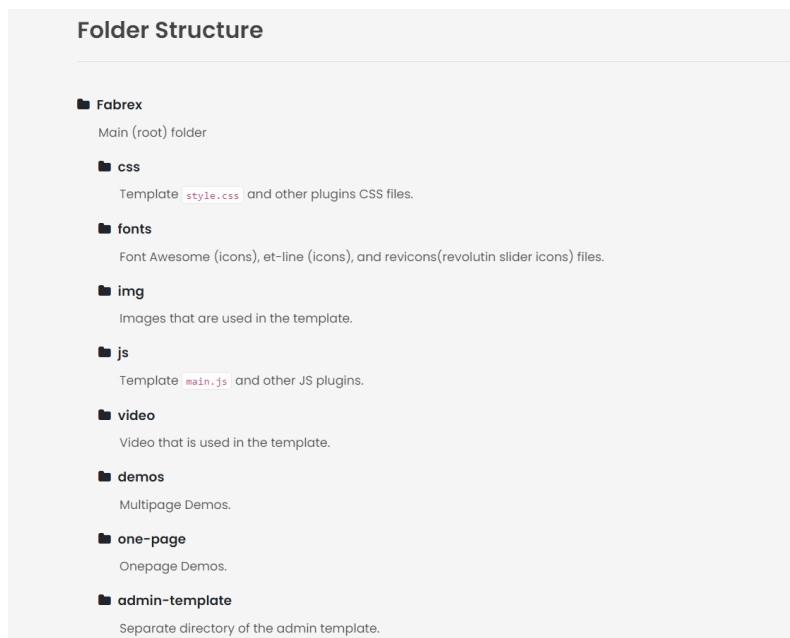 Folder Structure
Fabrex
Main (root) folder
css
Template style.css and other plugins CSS files.
fonts
Font Awesome (icons), et-line (icons), and revicons(revolutin slider icons) files.
img
Images that are used in the template.
js
Template main.js and other JS plugins.
video
Video that is used in the template.
demos
Multipage Demos.
one-page
Onepage Demos.
admin-template
Separate directory of the admin template.